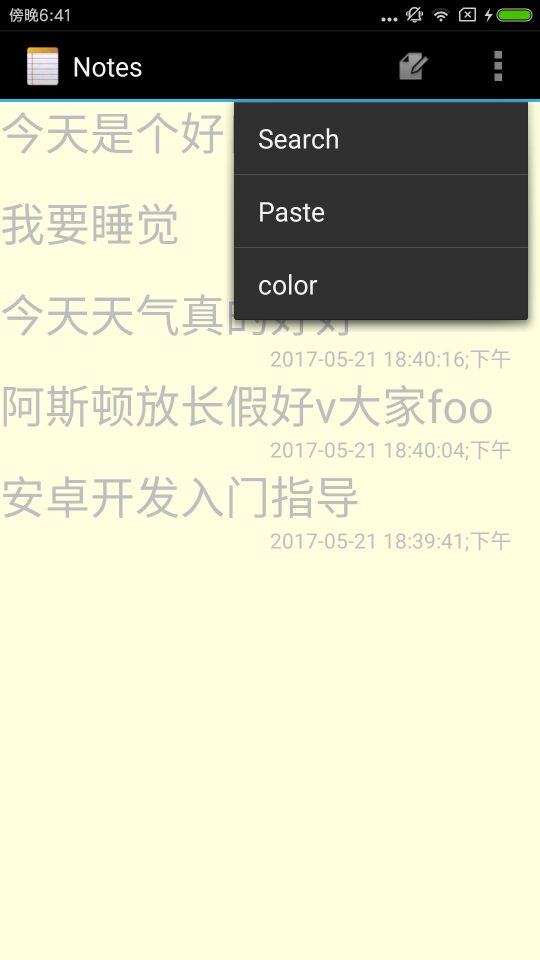 傍晚6:41
Notes
Search
Paste
color
今天是个好
我要睡觉
今天天气真的好好
2017-05-21 18:40:16;下午
阿斯顿放长假好v大家foo
2017-05-21 18:40:04;下午
安卓开发入门指导
2017-05-21 18:39:41;下午